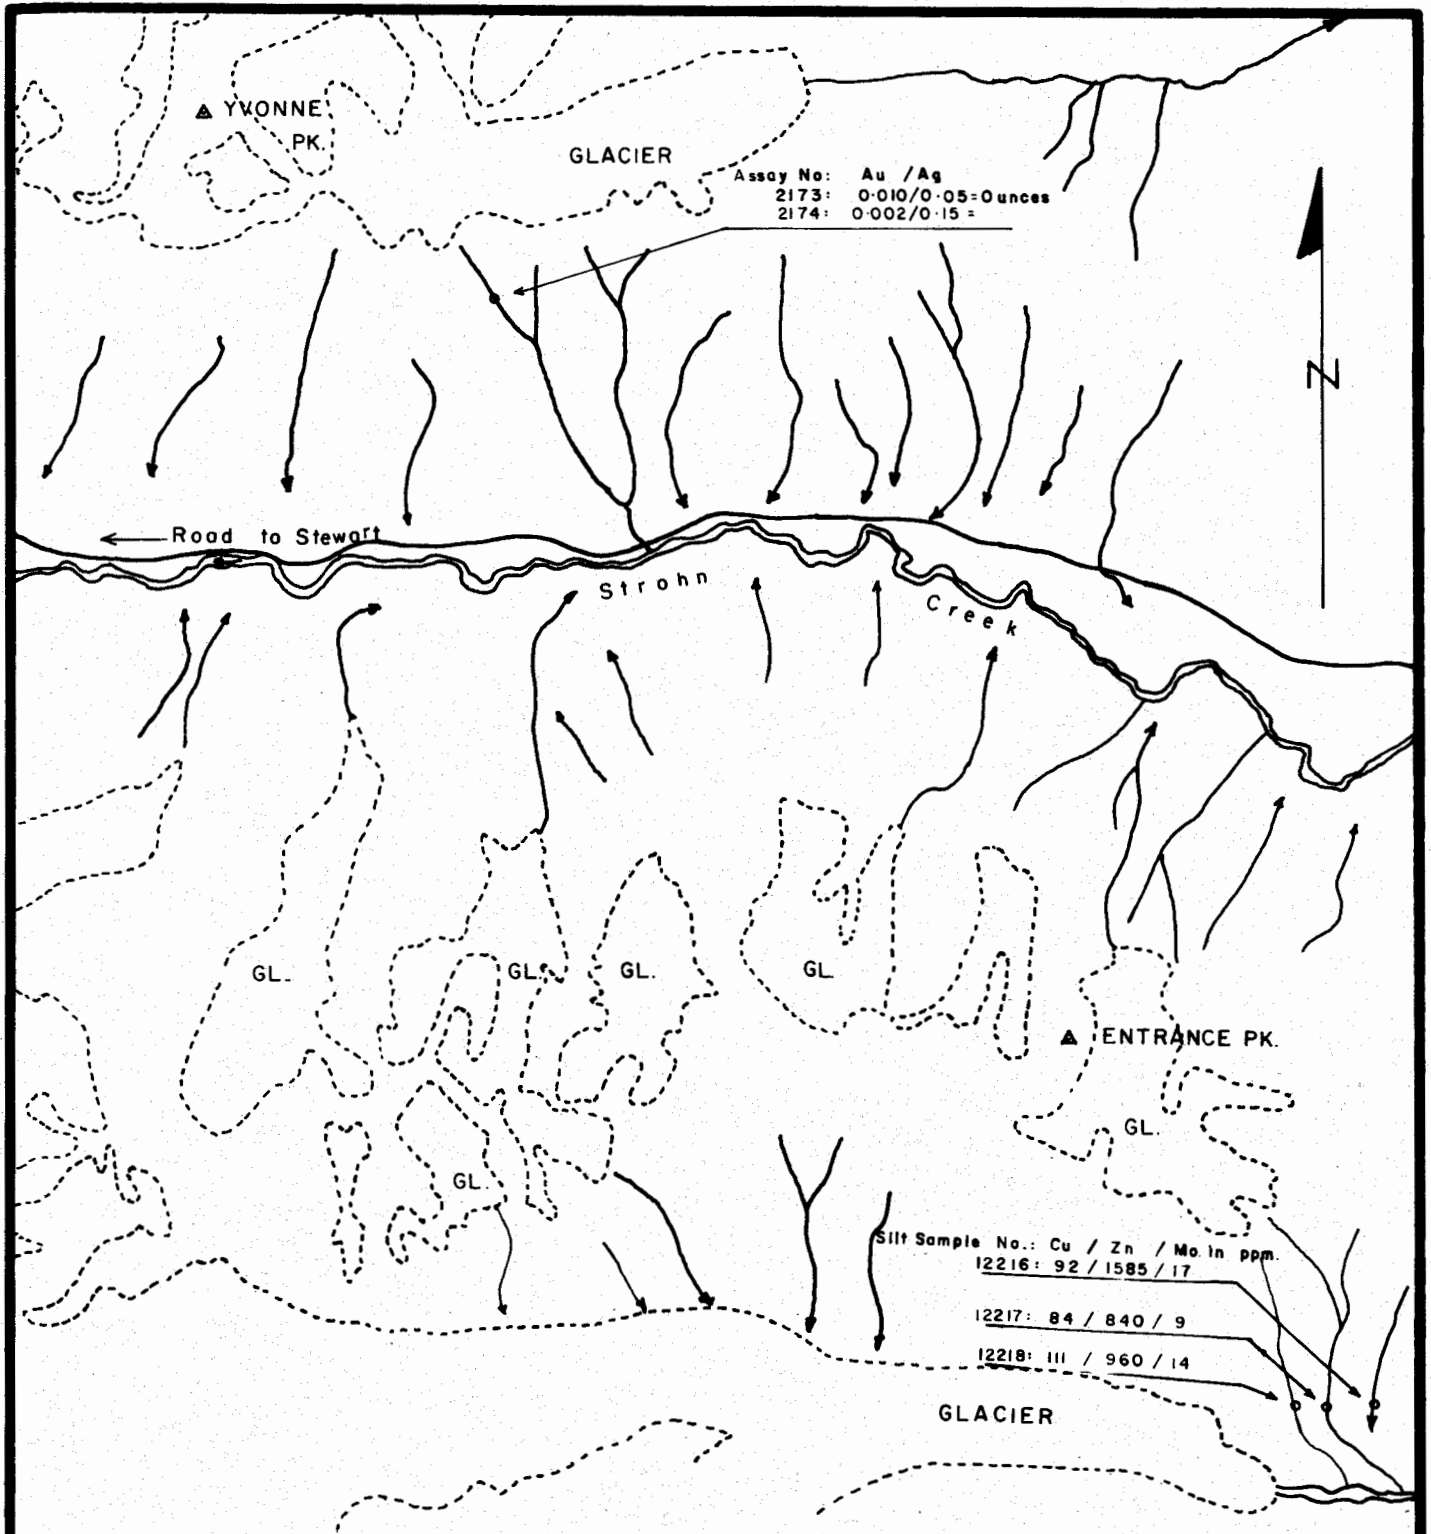 YVONNE
PK.
GLACIER
Assay No: Au / Ag
2173: 0·010/0·05=Ounces
2174: 0·002/0·15 =
N
Road to Stewart
Strohn
Creek
GL.
GL.
GL.
GL.
ENTRANCE PK.
GL.
GL.
Silt Sample No.: Cu / Zn / Mo. In ppm.
12216: 92 / 1585 / 17
12217: 84 / 840 / 9
12218: 111 / 960 / 14
GLACIER